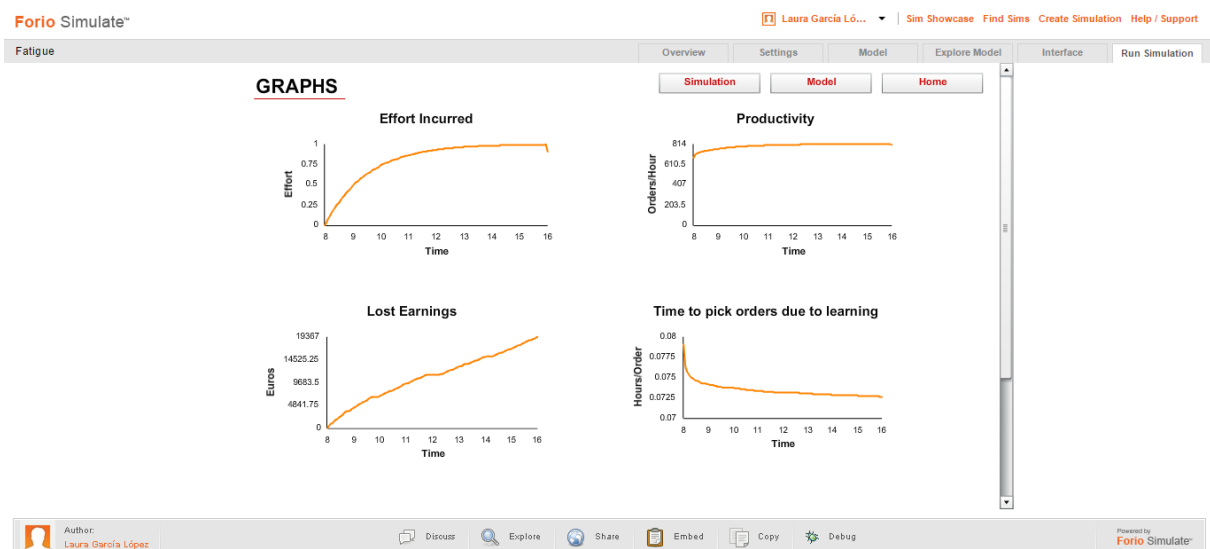 Forio Simulate™
Laura García Ló... Sim Showcase Find Sims Create Simulation Help / Support
Fatigue
Overview Settings Model Explore Model Interface Run Simulation
GRAPHS
Simulation Model Home
Effort Incurred
Effort
1
0.75
0.5
0.25
0
8 9 10 11 12 13 14 15 16
Time
Productivity
Orders/Hour
814
610.5
407
203.5
0
8 9 10 11 12 13 14 15 16
Time
Lost Earnings
Euros
19367
14525.25
9683.5
4841.75
0
8 9 10 11 12 13 14 15 16
Time
Time to pick orders due to learning
Hours/Order
0.08
0.0775
0.075
0.0725
0.07
8 9 10 11 12 13 14 15 16
Time
Author:
Laura García López
Discuss Explore Share Embed Copy Debug
Powered by
Forio Simulate™